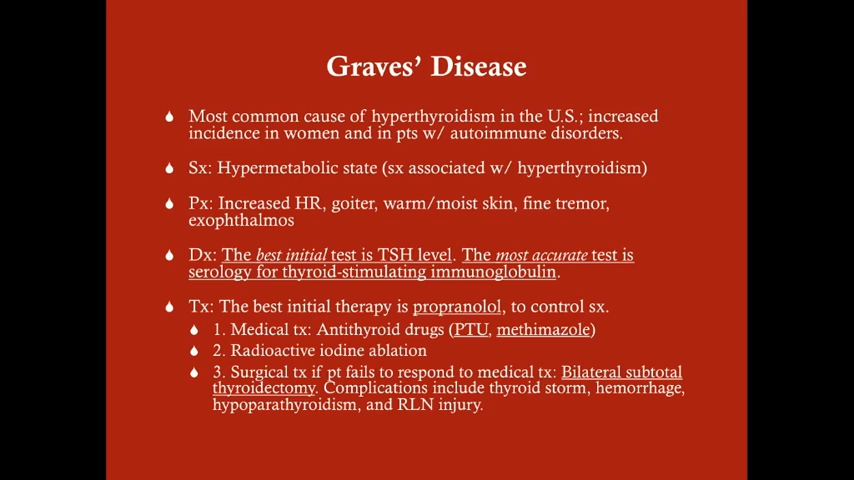 Graves’ Disease
Most common cause of hyperthyroidism in the U.S.; increased
incidence in women and in pts w/ autoimmune disorders.
Sx: Hypermetabolic state (sx associated w/ hyperthyroidism)
Px: Increased HR, goiter, warm/moist skin, fine tremor,
exophthalmos
Dx: The best initial test is TSH level. The most accurate test is
serology for thyroid-stimulating immunoglobulin.
Tx: The best initial therapy is propranolol, to control sx.
1. Medical tx: Antithyroid drugs (PTU, methimazole)
2. Radioactive iodine ablation
3. Surgical tx if pt fails to respond to medical tx: Bilateral subtotal
thyroidectomy. Complications include thyroid storm, hemorrhage,
hypoparathyroidism, and RLN injury.